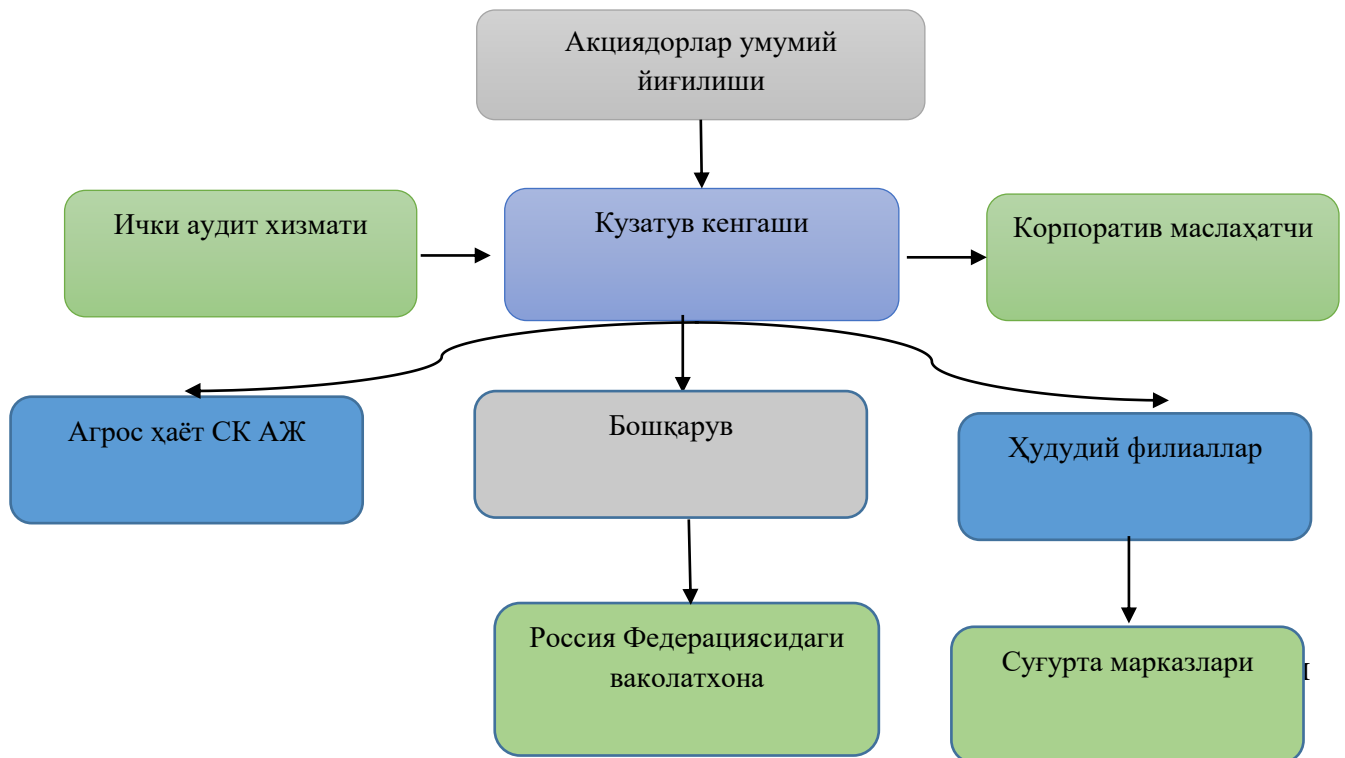 Акциядорлар умумий
йиғилиши
Ички аудит хизмати
Кузатув кенгаши
Корпоратив маслаҳатчи
Агрос ҳаёт СК АЖ
Бошқарув
Ҳудудий филиаллар
Россия Федерациясидаги
ваколатхона
Суғурта марказлари